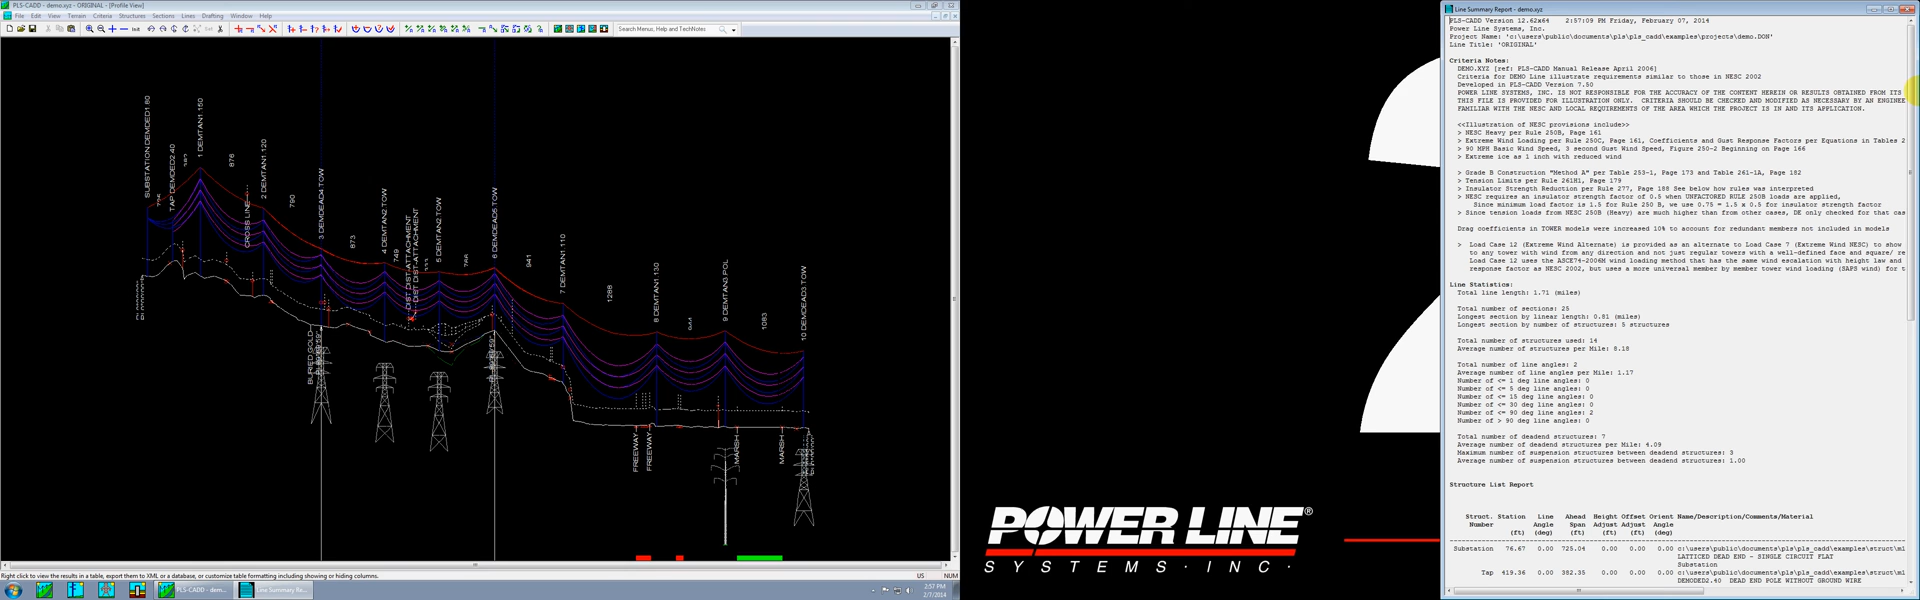 PLS-CADD - demo.xyz - ORIGINAL - [Profile View]
File Edit View Terrain Criteria Structures Sections Lines Drafting Window Help
Search Menus, Help and TechNotes
SUBSTATION DEMDED1.80
TAP DEMDED2.40
1 DEMTAN1.150
876
CROSS LINE
2 DEMTAN1.120
790
3 DEMDEAD4.TOW
873
4 DEMTAN2.TOW
749
DIST DIST-ATTACHMENT
DIST DIST-ATTACHMENT
5 DEMTAN2.TOW
766
6 DEMDEAD5.TOW
941
7 DEMTAN1.110
1288
8 DEMTAN1.130
944
9 DEMTAN3.POL
1083
10 DEMDEAD3.TOW
BURIED GOLD
FREEWAY
FREEWAY
MARSH
MARSH
Right click to view the results in a table, export them to XML or a database, or customize table formatting including showing or hiding columns.
US NUM
PLS-CADD - demo...
Line Summary Re...
2:57 PM
2/7/2014
POWER LINE®
SYSTEMS·INC.
Line Summary Report - demo.xyz
PLS-CADD Version 12.62x64 2:57:09 PM Friday, February 07, 2014
Power Line Systems, Inc.
Project Name: 'c:\users\public\documents\pls\pls_cadd\examples\projects\demo.DON'
Line Title: 'ORIGINAL'
Criteria Notes:
DEMO.XYZ [ref: PLS-CADD Manual Release April 2006]
Criteria for DEMO Line illustrate requirements similar to those in NESC 2002
Developed in PLS-CADD Version 7.50
POWER LINE SYSTEMS, INC. IS NOT RESPONSIBLE FOR THE ACCURACY OF THE CONTENT HEREIN OR RESULTS OBTAINED FROM ITS
THIS FILE IS PROVIDED FOR ILLUSTRATION ONLY. CRITERIA SHOULD BE CHECKED AND MODIFIED AS NECESSARY BY AN ENGINEE
FAMILIAR WITH THE NESC AND LOCAL REQUIREMENTS OF THE AREA WHICH THE PROJECT IS IN AND ITS APPLICATION.
<<Illustration of NESC provisions include>>
> NESC Heavy per Rule 250B, Page 161
> Extreme Wind Loading per Rule 250C, Page 161, Coefficients and Gust Response Factors per Equations in Tables 2
> 90 MPH Basic Wind Speed, 3 second Gust Wind Speed, Figure 250-2 Beginning on Page 166
> Extreme ice as 1 inch with reduced wind
> Grade B Construction "Method A" per Table 253-1, Page 173 and Table 261-1A, Page 182
> Tension Limits per Rule 261H1, Page 179
> Insulator Strength Reduction per Rule 277, Page 188 See below how rules was interpreted
> NESC requires an insulator strength factor of 0.5 when UNFACTORED RULE 250B loads are applied,
Since minimum load factor is 1.5 for Rule 250 B, we use 0.75 = 1.5 x 0.5 for insulator strength factor
> Since tension loads from NESC 250B (Heavy) are much higher than from other cases, DE only checked for that cas
Drag coefficients in TOWER models were increased 10% to account for redundant members not included in models
> Load Case 12 (Extreme Wind Alternate) is provided as an alternate to Load Case 7 (Extreme Wind NESC) to show
to any tower with wind from any direction and not just regular towers with a well-defined face and square/ re
Load Case 12 uses the ASCE74-2006M wind loading method that has the same wind escalation with height law and
response factor as NESC 2002, but uses a more universal member by member tower wind loading (SAPS wind) for t
Line Statistics:
Total line length: 1.71 (miles)
Total number of sections: 25
Longest section by linear length: 0.81 (miles)
Longest section by number of structures: 5 structures
Total number of structures used: 14
Average number of structures per Mile: 8.18
Total number of line angles: 2
Average number of line angles per Mile: 1.17
Number of <= 1 deg line angles: 0
Number of <= 5 deg line angles: 0
Number of <= 15 deg line angles: 0
Number of <= 30 deg line angles: 0
Number of <= 90 deg line angles: 2
Number of > 90 deg line angles: 0
Total number of deadend structures: 7
Average number of deadend structures per Mile: 4.09
Maximum number of suspension structures between deadend structures: 3
Average number of suspension structures between deadend structures: 1.00
Structure List Report
Struct. Station Line Ahead Height Offset Orient Name/Description/Comments/Material
Number Angle Span Adjust Adjust Angle
(ft) (deg) (ft) (ft) (ft) (deg)
Substation 76.67 0.00 725.04 0.00 0.00 0.00 c:\users\public\documents\pls\pls_cadd\examples\struct\m1
LATTICED DEAD END - SINGLE CIRCUIT FLAT
Substation
Tap 419.36 0.00 382.35 0.00 0.00 0.00 c:\users\public\documents\pls\pls_cadd\examples\struct\m1
DEMODED2.40 DEAD END POLE WITHOUT GROUND WIRE